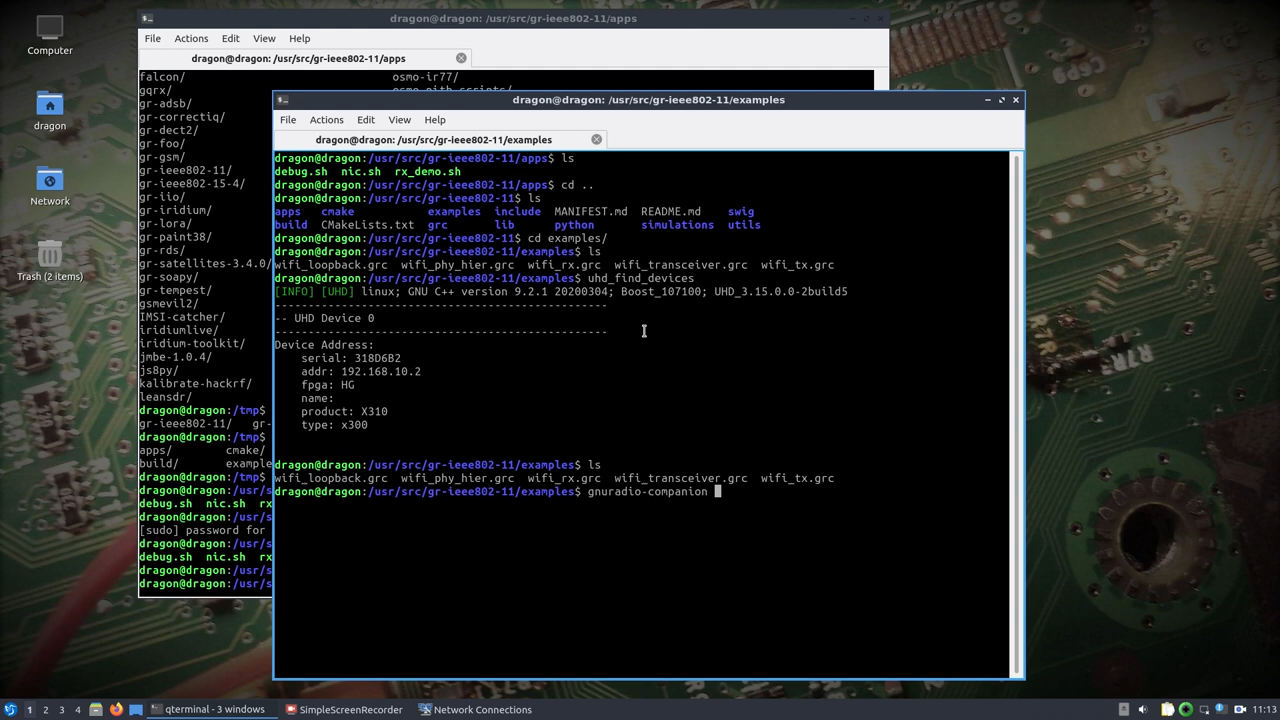 Computer
dragon
Network
Trash (2 items)
dragon@dragon: /usr/src/gr-ieee802-11/apps
File Actions Edit View Help
dragon@dragon: /usr/src/gr-ieee802-11/apps
falcon/ osmo-ir77/
gqrx/
gr-adsb/
gr-correctiq/
gr-dect2/
gr-foo/
gr-gsm/
gr-ieee802-11/
gr-ieee802-15-4/
gr-iio/
gr-iridium/
gr-lora/
gr-paint38/
gr-rds/
gr-satellites-3.4.0/
gr-soapy/
gr-tempest/
gsmevil2/
IMSI-catcher/
iridiumlive/
iridium-toolkit/
jmbe-1.0.4/
js8py/
kalibrate-hackrf/
leansdr/
dragon@dragon:/tmp$
gr-ieee802-11/ gr-
dragon@dragon:/tmp$
apps/ cmake/
build/ example
dragon@dragon:/tmp$
dragon@dragon:/usr/s
debug.sh nic.sh rx
dragon@dragon:/usr/s
[sudo] password for
dragon@dragon:/usr/s
debug.sh nic.sh rx
dragon@dragon:/usr/s
dragon@dragon:/usr/s
dragon@dragon: /usr/src/gr-ieee802-11/examples
File Actions Edit View Help
dragon@dragon: /usr/src/gr-ieee802-11/examples
dragon@dragon:/usr/src/gr-ieee802-11/apps$ ls
debug.sh nic.sh rx_demo.sh
dragon@dragon:/usr/src/gr-ieee802-11/apps$ cd ..
dragon@dragon:/usr/src/gr-ieee802-11$ ls
apps cmake examples include MANIFEST.md README.md swig
build CMakeLists.txt grc lib python simulations utils
dragon@dragon:/usr/src/gr-ieee802-11$ cd examples/
dragon@dragon:/usr/src/gr-ieee802-11/examples$ ls
wifi_loopback.grc wifi_phy_hier.grc wifi_rx.grc wifi_transceiver.grc wifi_tx.grc
dragon@dragon:/usr/src/gr-ieee802-11/examples$ uhd_find_devices
[INFO] [UHD] linux; GNU C++ version 9.2.1 20200304; Boost_107100; UHD_3.15.0.0-2build5
--------------------------------------------------
-- UHD Device 0
--------------------------------------------------
Device Address:
serial: 318D6B2
addr: 192.168.10.2
fpga: HG
name:
product: X310
type: x300
dragon@dragon:/usr/src/gr-ieee802-11/examples$ ls
wifi_loopback.grc wifi_phy_hier.grc wifi_rx.grc wifi_transceiver.grc wifi_tx.grc
dragon@dragon:/usr/src/gr-ieee802-11/examples$ gnuradio-companion
1 2 3 4 qterminal - 3 windows SimpleScreenRecorder Network Connections 11:13